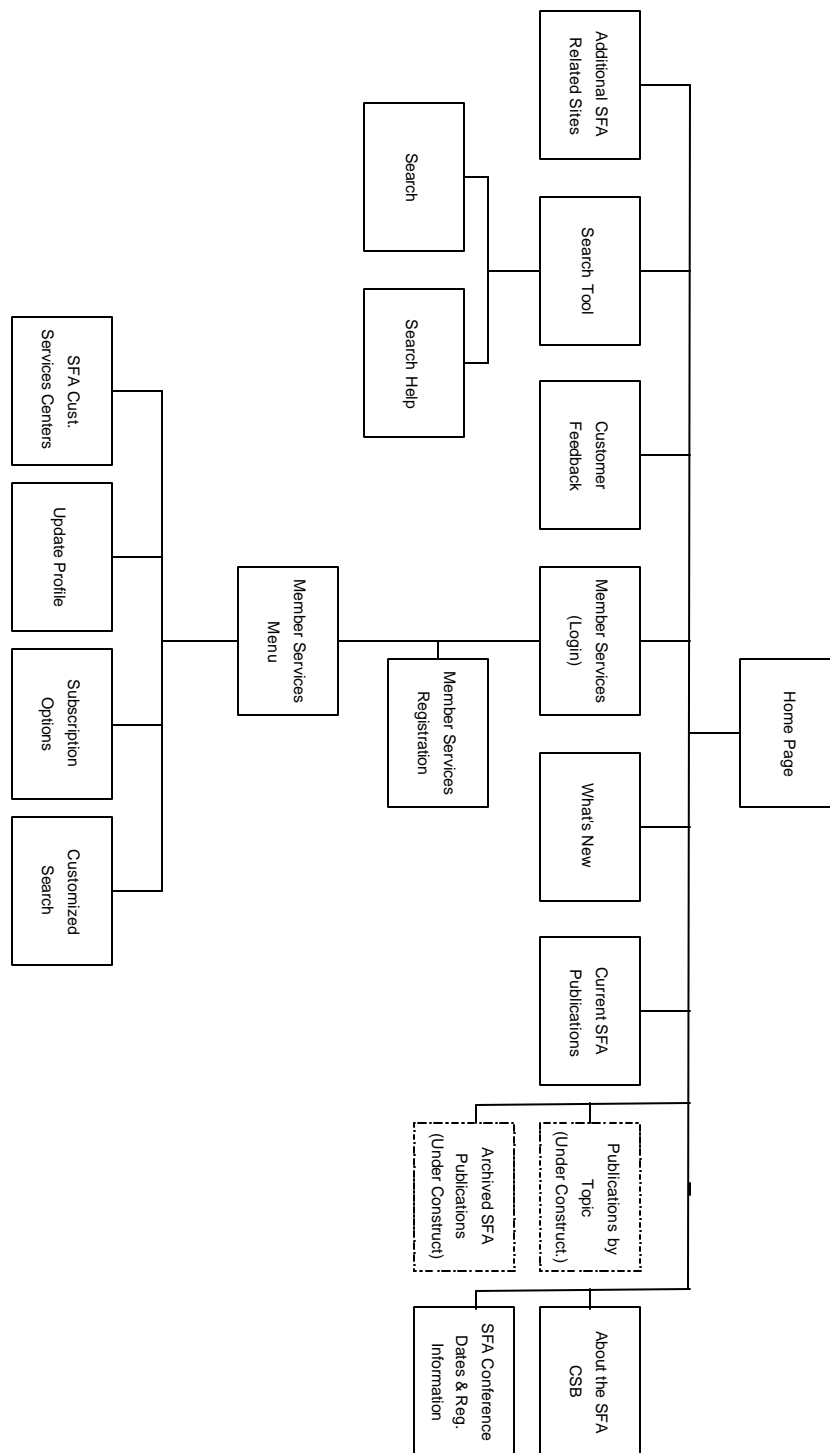 Home Page
Additional SFA
Related Sites
Search Tool
Customer
Feedback
Member Services
(Login)
What's New
Current SFA
Publications
Publications by
Topic
(Under Construct.)
About the SFA
CSB
Search
Search Help
Member Services
Registration
Archived SFA
Publications
(Under Construct)
SFA Conference
Dates & Reg.
Information
Member Services
Menu
SFA Cust.
Services Centers
Update Profile
Subscription
Options
Customized
Search